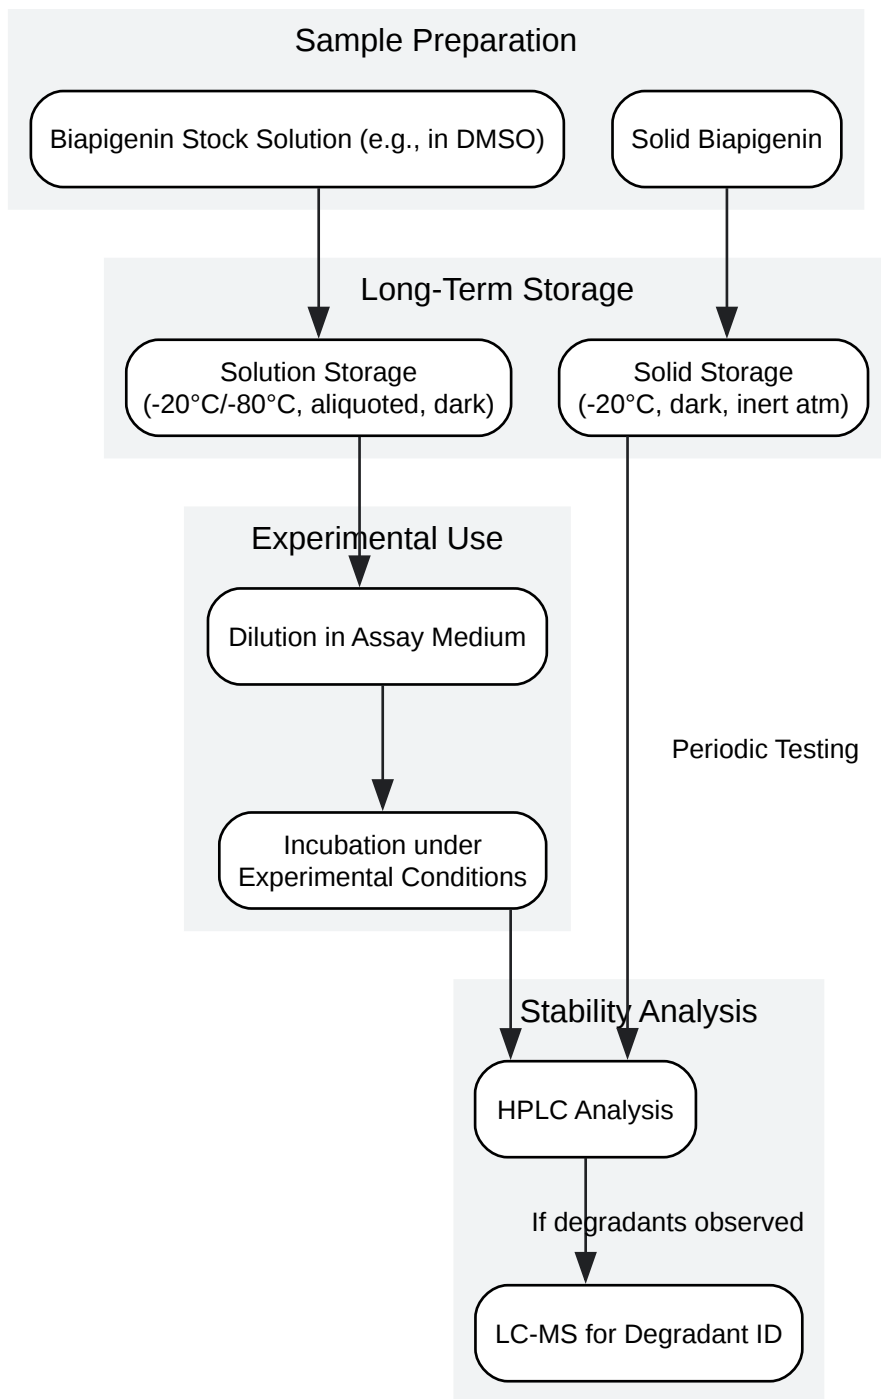 Sample Preparation
Biapigenin Stock Solution (e.g., in DMSO)
Solid Biapigenin
Long-Term Storage
Solution Storage
(-20°C/-80°C, aliquoted, dark)
Solid Storage
(-20°C, dark, inert atm)
Experimental Use
Dilution in Assay Medium
Periodic Testing
Incubation under
Experimental Conditions
Stability Analysis
HPLC Analysis
If degradants observed
LC-MS for Degradant ID